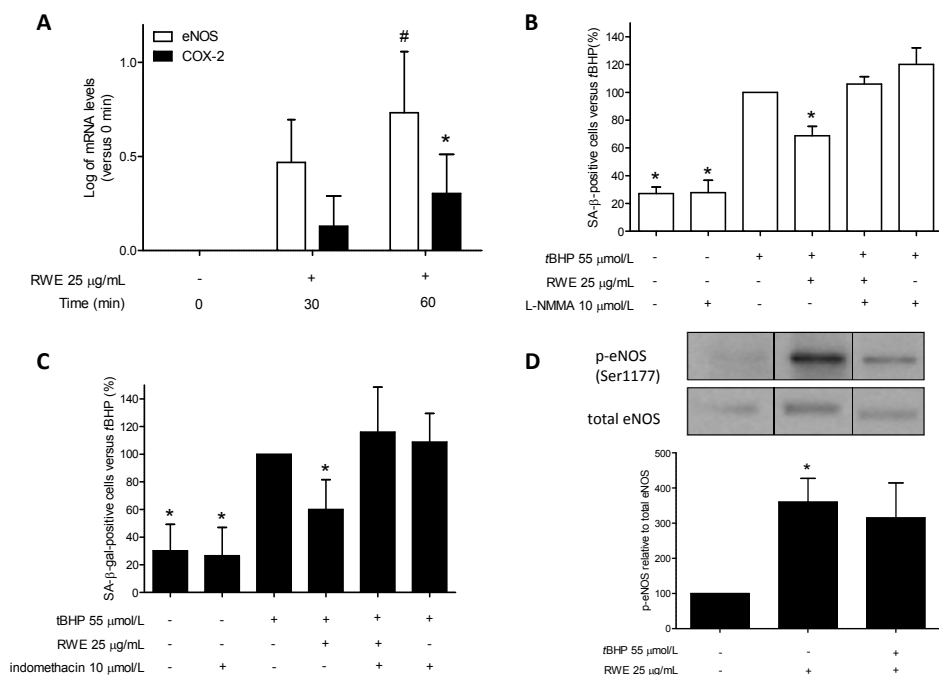 A
eNOS
COX-2
#
*
1.0
0.5
0.0
Log of mRNA levels
(versus 0 min)
RWE 25 µg/mL - + +
Time (min) 0 30 60
B
SA-β-positive cells versus tBHP(%)
120
100
80
60
40
20
0
* * *
tBHP 55 µmol/L - - + + + +
RWE 25 µg/mL - - - + + -
L-NMMA 10 µmol/L - + - - + +
C
SA-β-gal-positive cells versus tBHP (%)
140
120
100
80
60
40
20
0
* * *
tBHP 55 µmol/L - - + + + +
RWE 25 µg/mL - - - + + -
indomethacin 10 µmol/L - + - - + +
D
p-eNOS
(Ser1177)
total eNOS
p-eNOS relative to total eNOS
500
400
300
200
100
0
*
tBHP 55 µmol/L - - +
RWE 25 µg/mL - + +